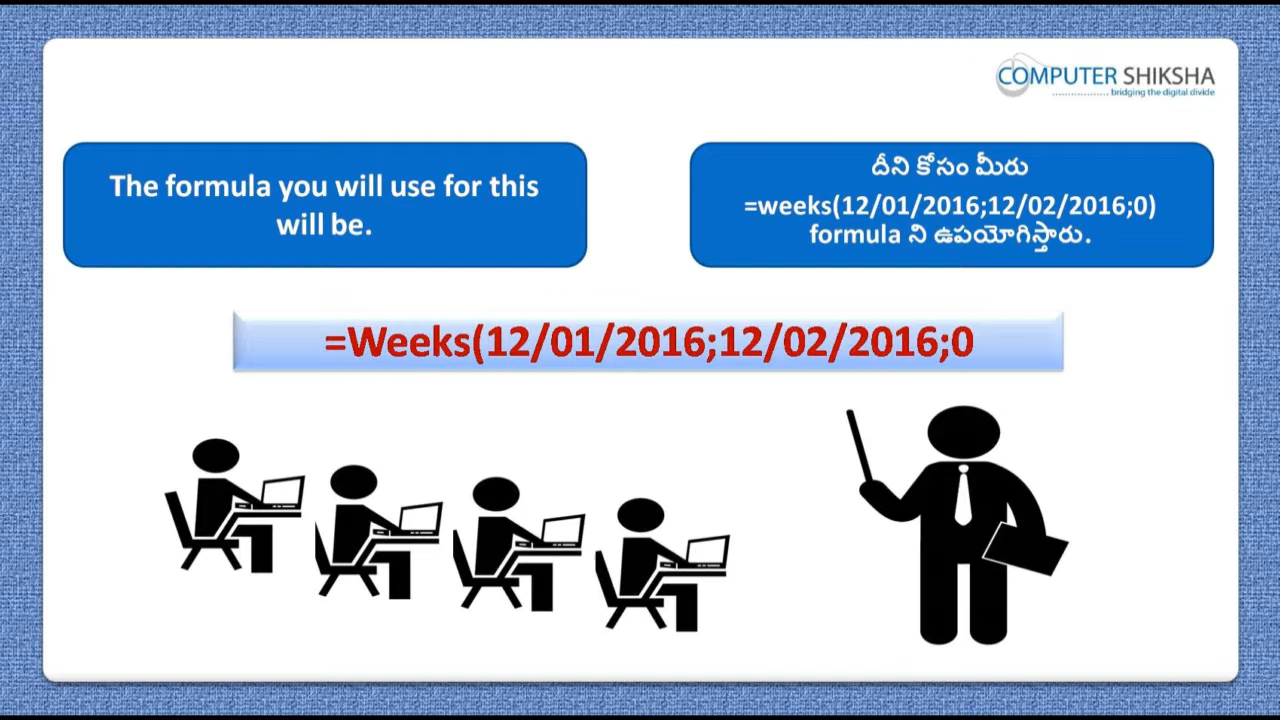 COMPUTER SHIKSHA
bridging the digital divide
The formula you will use for this
will be.
దీని కోసం మీరు
=weeks(12/01/2016;12/02/2016;0)
formula ని ఉపయోగిస్తారు.
=Weeks(12/01/2016;12/02/2016;0